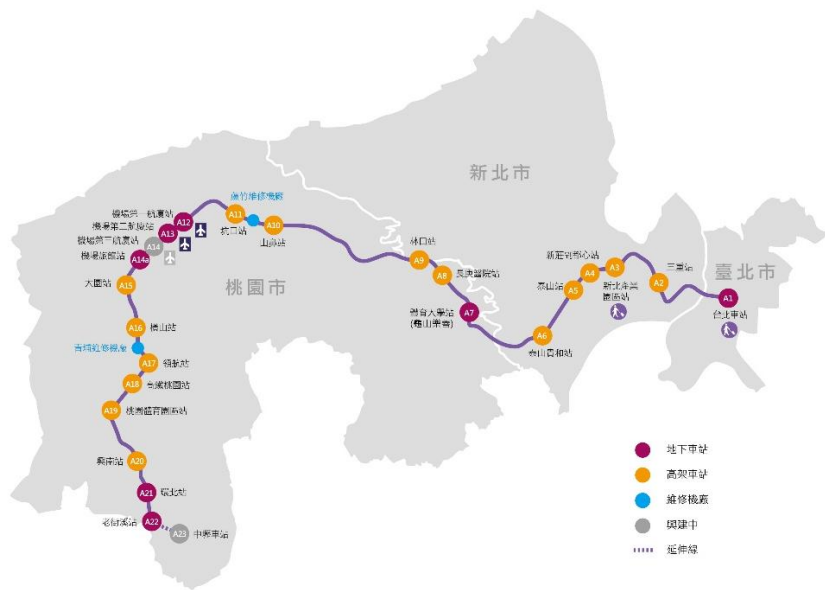 新北市
桃園市
臺北市
蘆竹維修機廠
機場第一航廈站
A12
機場第二航廈站
A13
機場第三航廈站
A14
機場旅館站
A14a
A11
坑口站
A10
山鼻站
大園站
A15
A16
橫山站
青埔維修機廠
A17
領航站
A18
高鐵桃園站
A19
桃園體育園區站
興南站
A20
A21
環北站
老街溪站
A22
A23
中壢車站
林口站
A9
A8
長庚醫院站
體育大學站
(龜山樂善)
A7
A6
泰山貴和站
泰山站
A5
新莊副都心站
A4
A3
新北產業
園區站
三重站
A2
A1
台北車站
地下車站
高架車站
維修機廠
興建中
延伸線